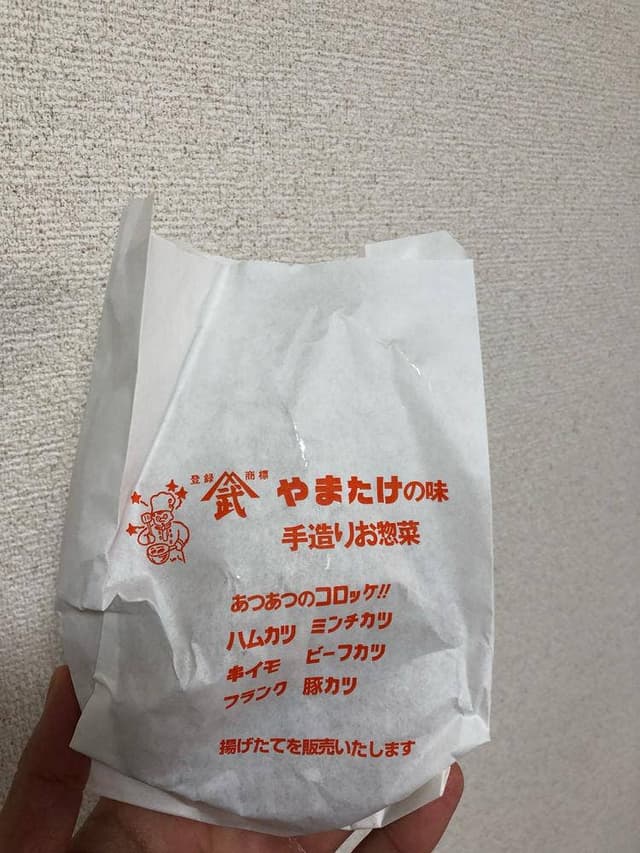 登録 武 商標 やまたけの味
手造りお惣菜
あつあつのコロッケ!!
ハムカツ ミンチカツ
串イモ ビーフカツ
フランク 豚カツ
揚げたてを販売いたします